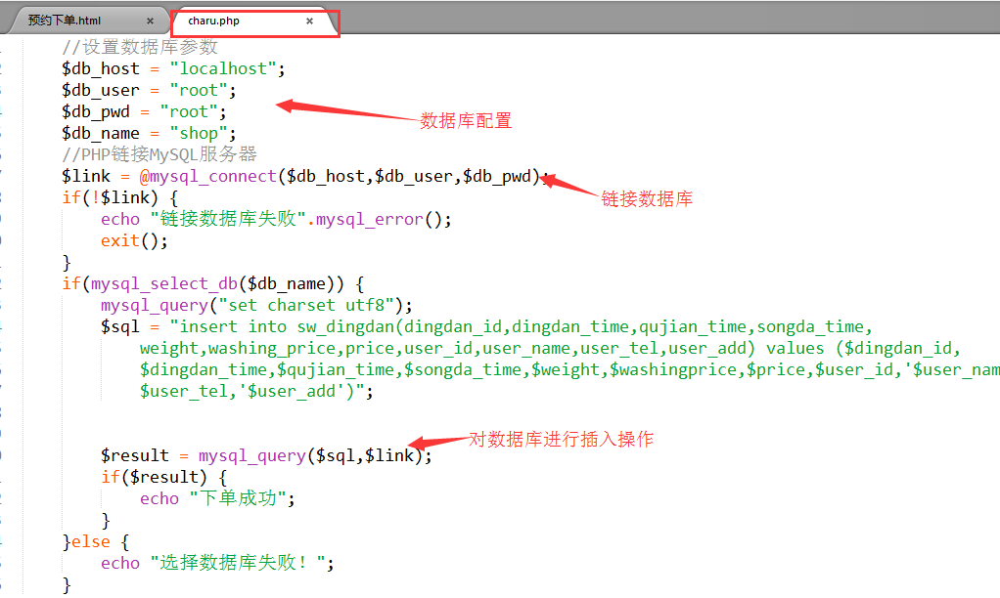 预约下单.html × charu.php ×
//设置数据库参数
$db_host = "localhost";
$db_user = "root";
$db_pwd = "root";
数据库配置
$db_name = "shop";
//PHP链接MySQL服务器
$link = @mysql_connect($db_host,$db_user,$db_pwd);
链接数据库
if(!$link) {
echo "链接数据库失败".mysql_error();
exit();
}
if(mysql_select_db($db_name)) {
mysql_query("set charset utf8");
$sql = "insert into sw_dingdan(dingdan_id,dingdan_time,qujian_time,songda_time,
weight,washing_price,price,user_id,user_name,user_tel,user_add) values ($dingdan_id,
$dingdan_time,$qujian_time,$songda_time,$weight,$washingprice,$price,$user_id,'$user_nam
$user_tel,'$user_add')";
对数据库进行插入操作
$result = mysql_query($sql,$link);
if($result) {
echo "下单成功";
}
}else {
echo "选择数据库失败！";
}